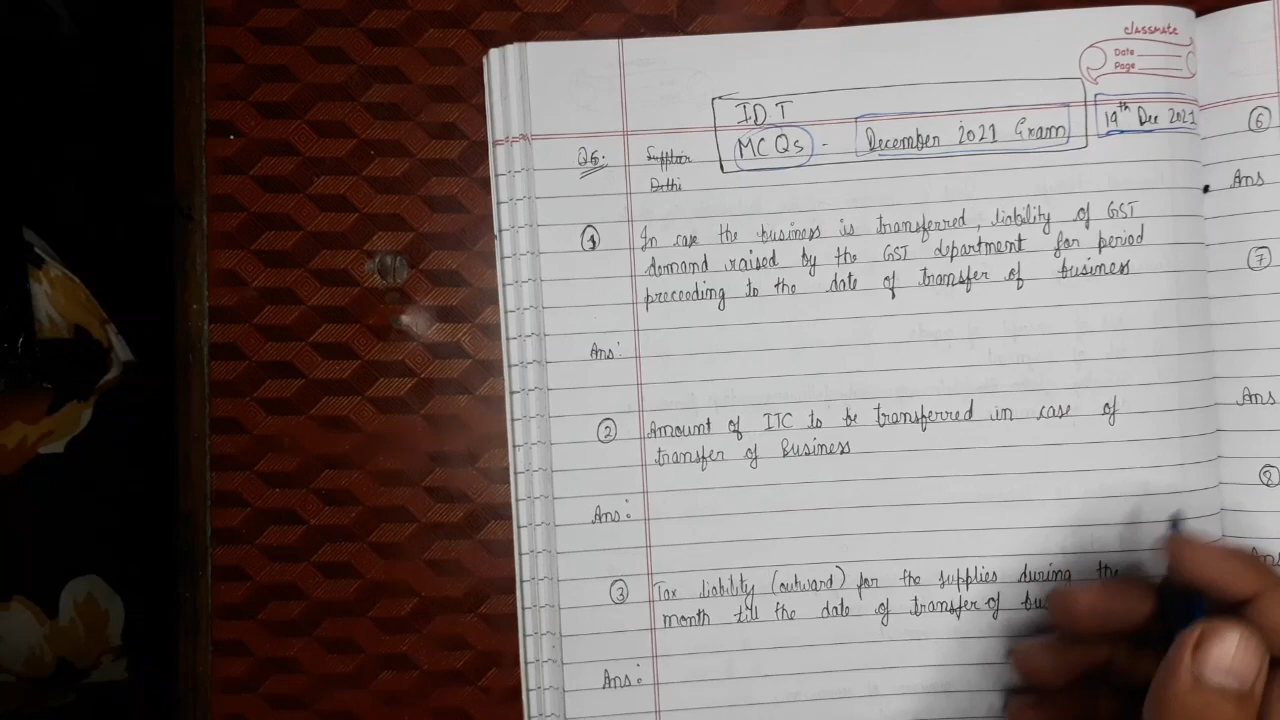 classmate
Date
Page
I.D.T
MCQs - December 2021 Exam
19th Dec 2021
Q6:
Supplier
Delhi
① In case the business is transferred, liability of GST
demand raised by the GST department for period
preceeding to the date of transfer of business
Ans:
② Amount of ITC to be transferred in case of
transfer of Business
Ans:
③ Tax liability (outward) for the supplies during the
month till the date of transfer of
Ans:
⑥
Ans
⑦
Ans
⑧
Ans